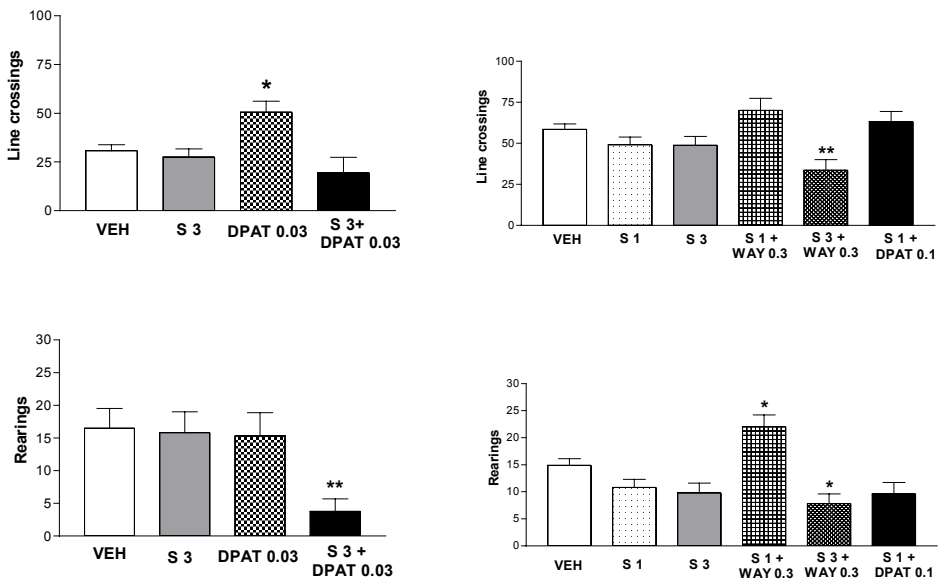 Line crossings
100
75
50
25
0
*
VEH
S 3
DPAT 0.03
S 3+
DPAT 0.03
Line crossings
100
75
50
25
0
**
VEH
S 1
S 3
S 1 +
WAY 0.3
S 3 +
WAY 0.3
S 1 +
DPAT 0.1
Rearings
30
25
20
15
10
5
0
**
VEH
S 3
DPAT 0.03
S 3 +
DPAT 0.03
Rearings
30
25
20
15
10
5
0
*
*
VEH
S 1
S 3
S 1 +
WAY 0.3
S 3 +
WAY 0.3
S 1 +
DPAT 0.1